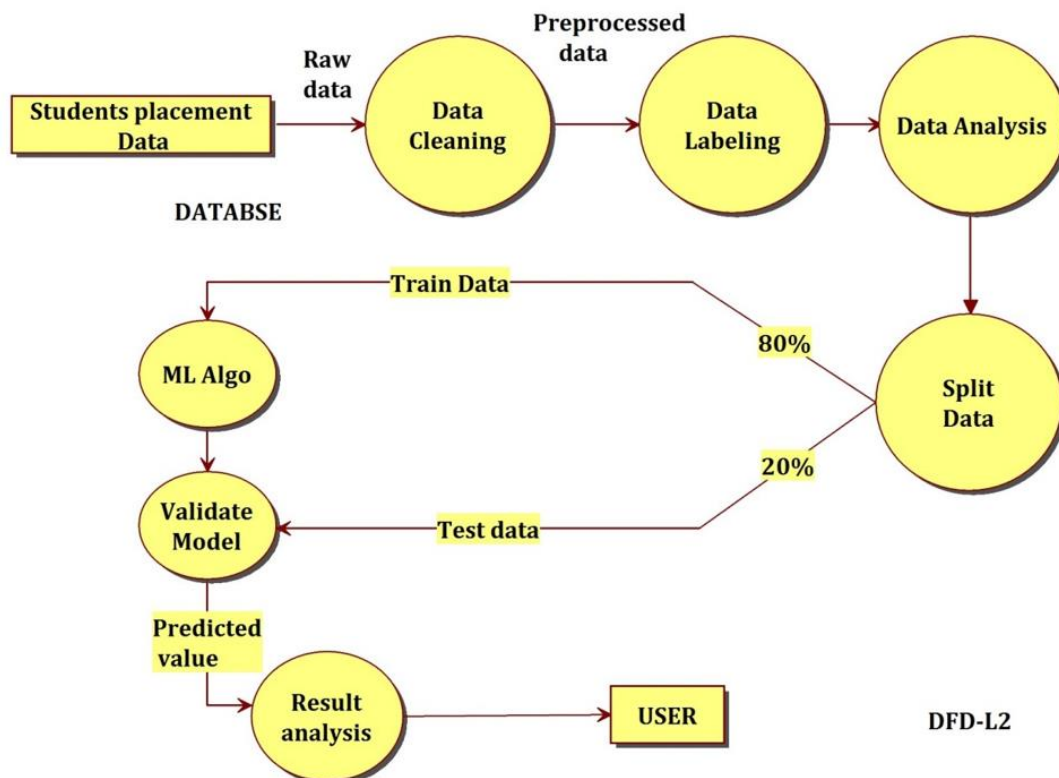 Students placement
Data
Raw
data
Data
Cleaning
Preprocessed
data
Data
Labeling
Data Analysis
DATABSE
Train Data
80%
ML Algo
Split
Data
20%
Validate
Model
Test data
Predicted
value
Result
analysis
USER
DFD-L2